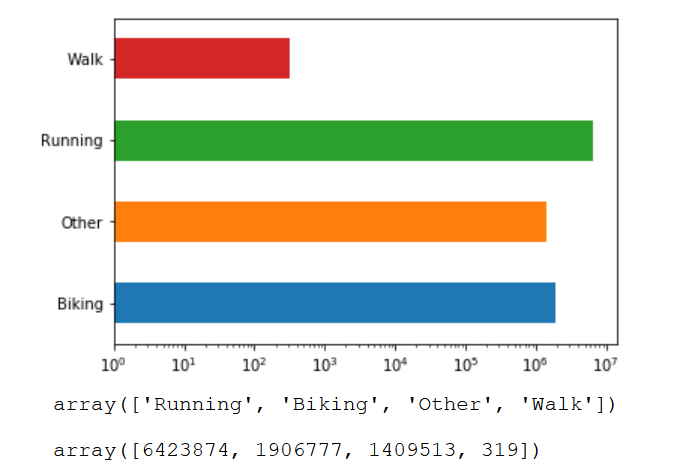 Walk
Running
Other
Biking
10⁰ 10¹ 10² 10³ 10⁴ 10⁵ 10⁶ 10⁷
array(['Running', 'Biking', 'Other', 'Walk'])
array([6423874, 1906777, 1409513, 319])